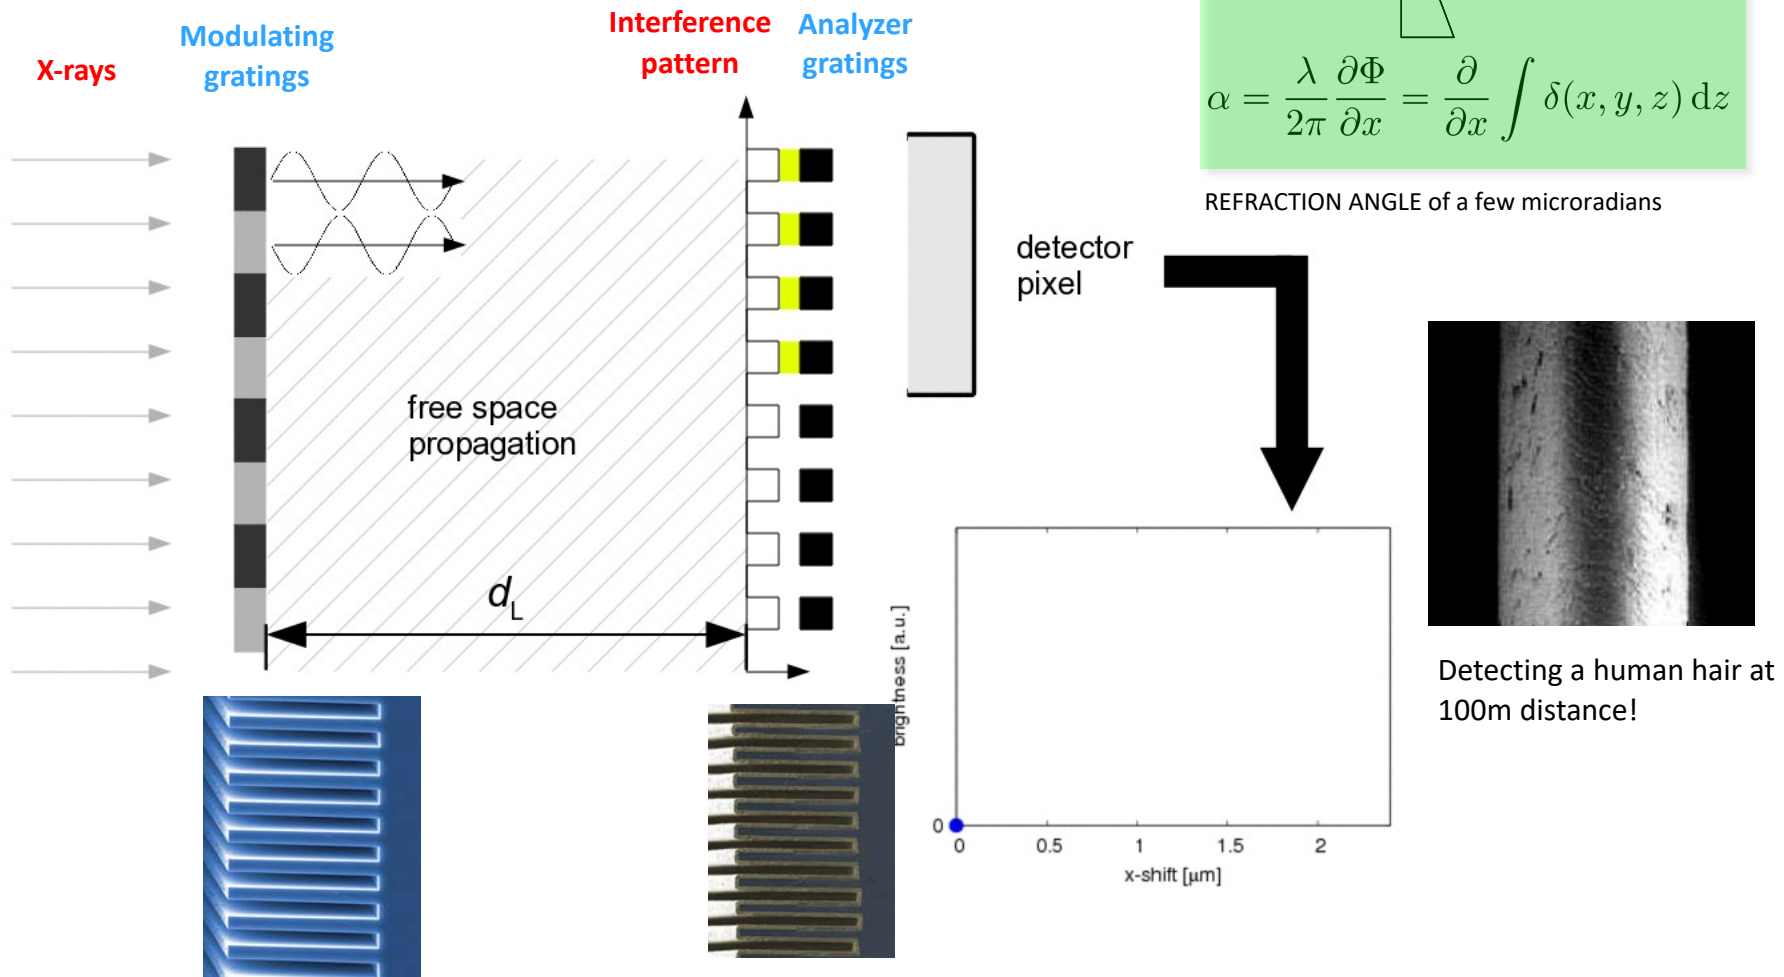 X-rays
Modulating
gratings
Interference
pattern
Analyzer
gratings
α = λ/2π ∂Φ/∂x = ∂/∂x ∫ δ(x, y, z) dz
REFRACTION ANGLE of a few microradians
detector
pixel
free space
propagation
d_L
brightness [a.u.]
0
0 0.5 1 1.5 2
x-shift [μm]
Detecting a human hair at
100m distance!